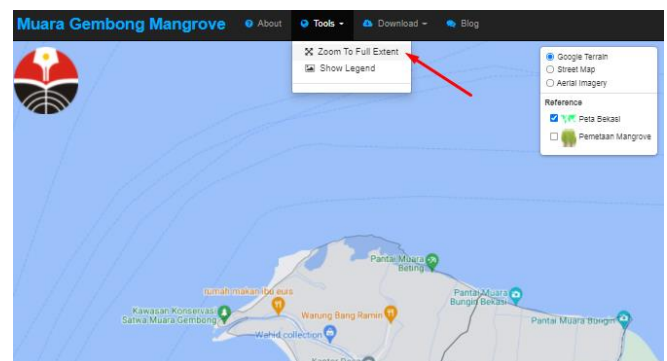 Muara Gembong Mangrove
About
Tools
Download
Blog
Zoom To Full Extent
Show Legend
Google Terrain
Street Map
Aerial Imagery
Reference
Peta Bekasi
Pemetaan Mangrove
Pantai Muara
Beting
rumah makan ibu euis
Kawasan Konservasi
Satwa Muara Gembong
Warung Bang Ramin
Pantai Muara
Bungin Bekasi
Pantai Muara Bungin
Wahid collection
Kantor Desa